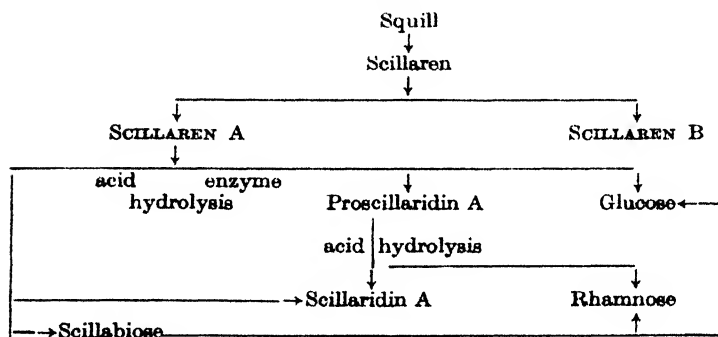 Squill
Scillaren
SCILLAREN A SCILLAREN B
acid enzyme
hydrolysis Proscillaridin A Glucose
acid hydrolysis
Scillaridin A Rhamnose
Scillabiose